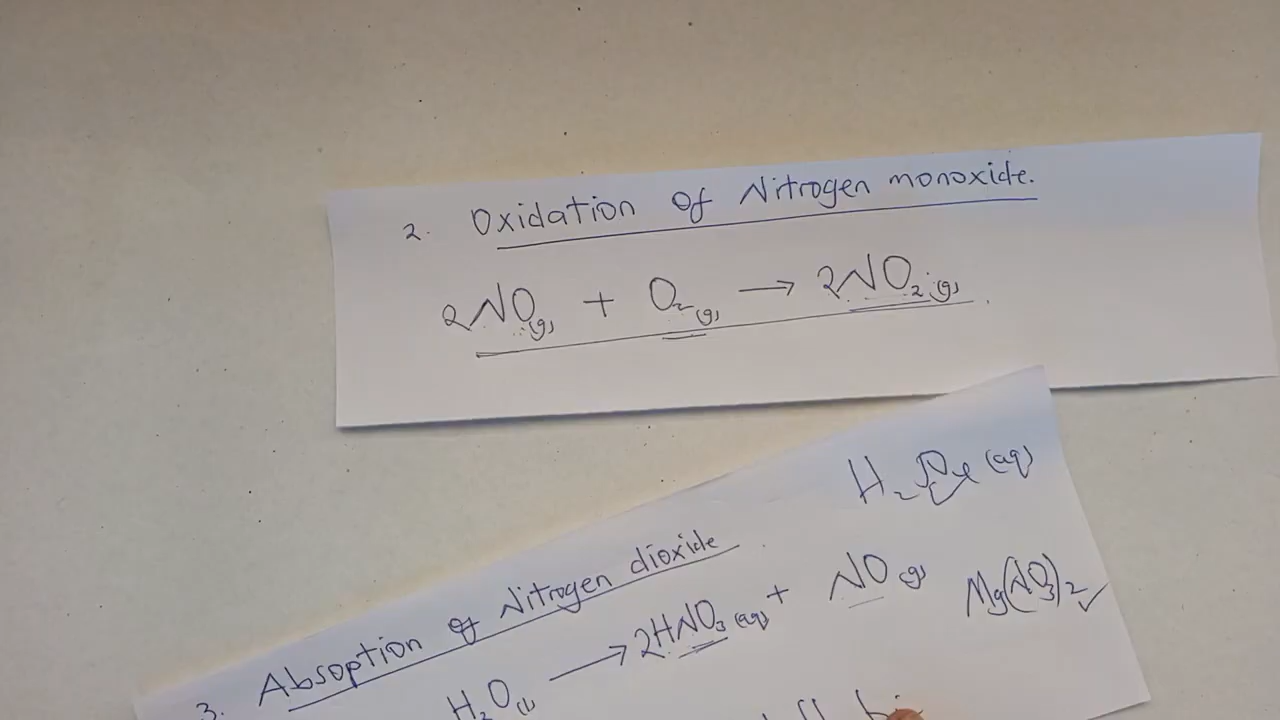 2. Oxidation of Nitrogen monoxide.
2NO(g) + O₂(g) → 2NO₂(g)
H₂SO₄(aq)
3. Absoption of Nitrogen dioxide
H₂O(l) → 2HNO₃(aq) + NO(g) Mg(NO₃)₂ ✓